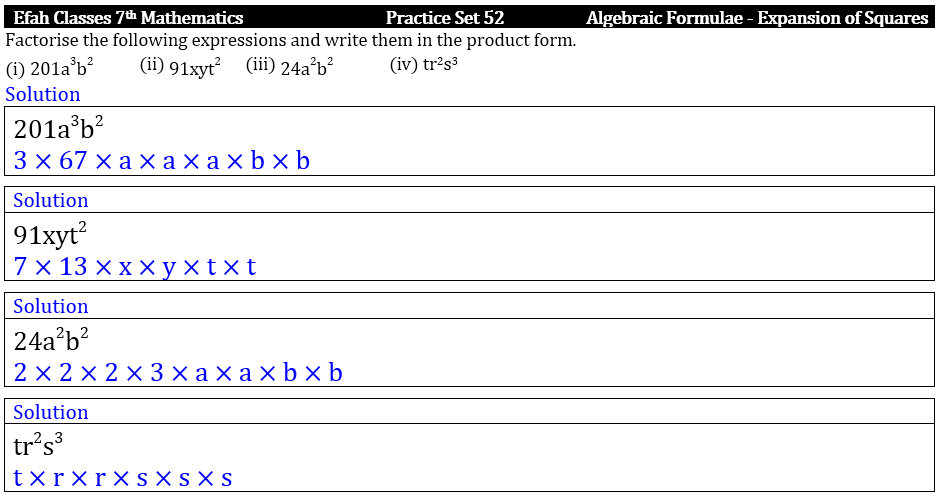 Efah Classes 7th Mathematics Practice Set 52 Algebraic Formulae - Expansion of Squares
Factorise the following expressions and write them in the product form.
(i) 201a³b² (ii) 91xyt² (iii) 24a²b² (iv) tr²s³
Solution
201a³b²
3 × 67 × a × a × a × b × b
Solution
91xyt²
7 × 13 × x × y × t × t
Solution
24a²b²
2 × 2 × 2 × 3 × a × a × b × b
Solution
tr²s³
t × r × r × s × s × s